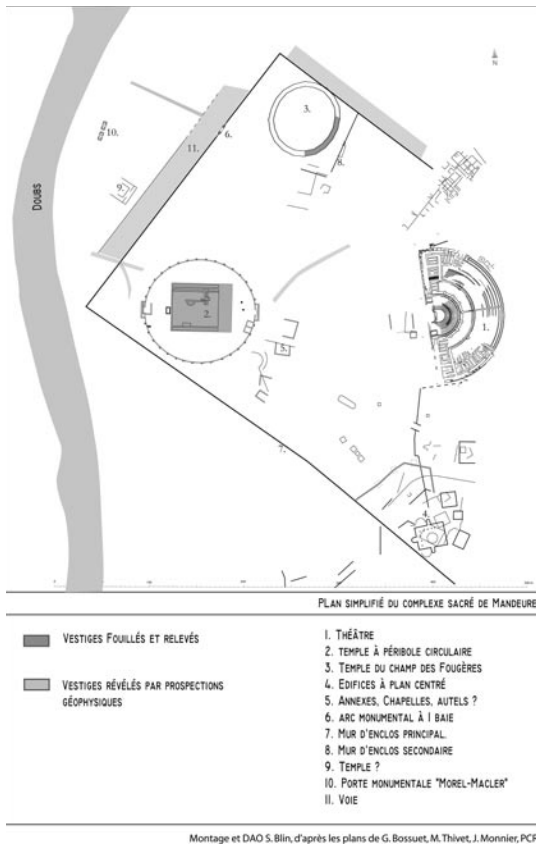 N
3.
10.
6.
11.
8.
9.
DOUBS
1.
2.
5.
7.
4.
PLAN SIMPLIFIÉ DU COMPLEXE SACRÉ DE MANDEURE
VESTIGES FOUILLÉS ET RELEVÉS
VESTIGES RÉVÉLÉS PAR PROSPECTIONS
GÉOPHYSIQUES
1. THÉÂTRE
2. TEMPLE À PÉRIBOLE CIRCULAIRE
3. TEMPLE DU CHAMP DES FOUGÈRES
4. EDIFICES À PLAN CENTRÉ
5. ANNEXES, CHAPELLES, AUTELS ?
6. ARC MONUMENTAL À 1 BAIE
7. MUR D'ENCLOS PRINCIPAL.
8. MUR D'ENCLOS SECONDAIRE
9. TEMPLE ?
10. PORTE MONUMENTALE "MOREL-MACLER"
11. VOIE
Montage et DAO S. Blin, d'après les plans de G. Bossuet, M. Thivet, J. Monnier, PCR